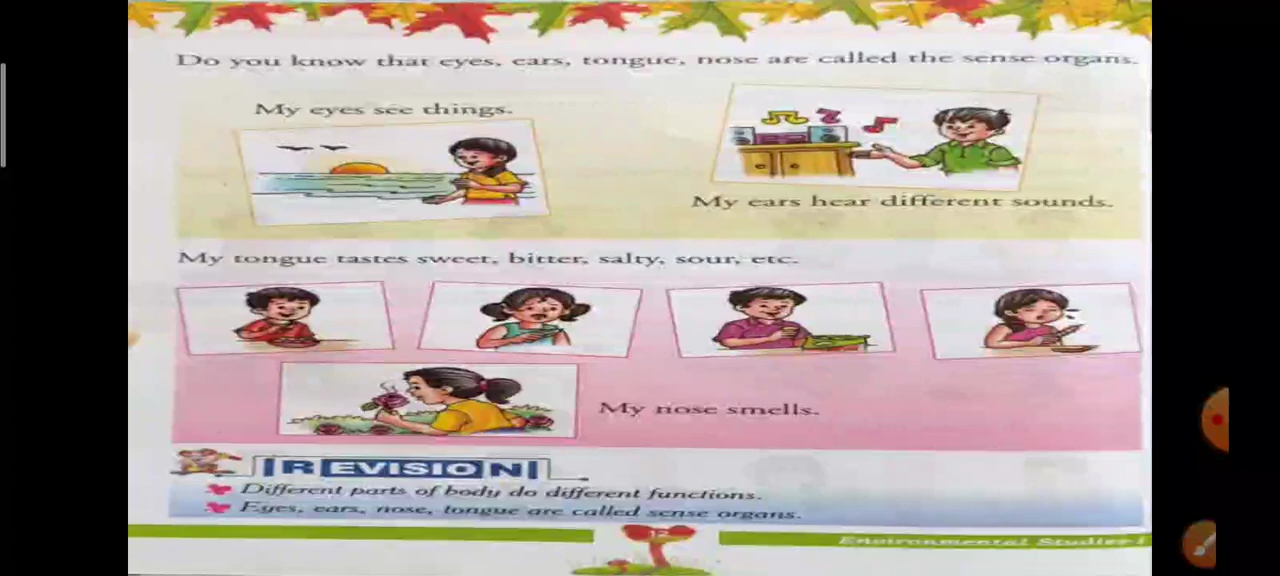 Do you know that eyes, ears, tongue, nose are called the sense organs.
My eyes see things.
My ears hear different sounds.
My tongue tastes sweet, bitter, salty, sour, etc.
My nose smells.
REVISION
Different parts of body do different functions.
Eyes, ears, nose, tongue are called sense organs.
12
Environmental Studies-1